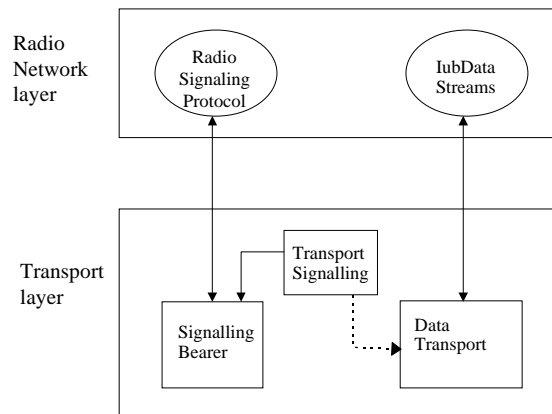 Radio
Network
layer
Radio
Signaling
Protocol
IubData
Streams
Transport
layer
Transport
Signalling
Signalling
Bearer
Data
Transport